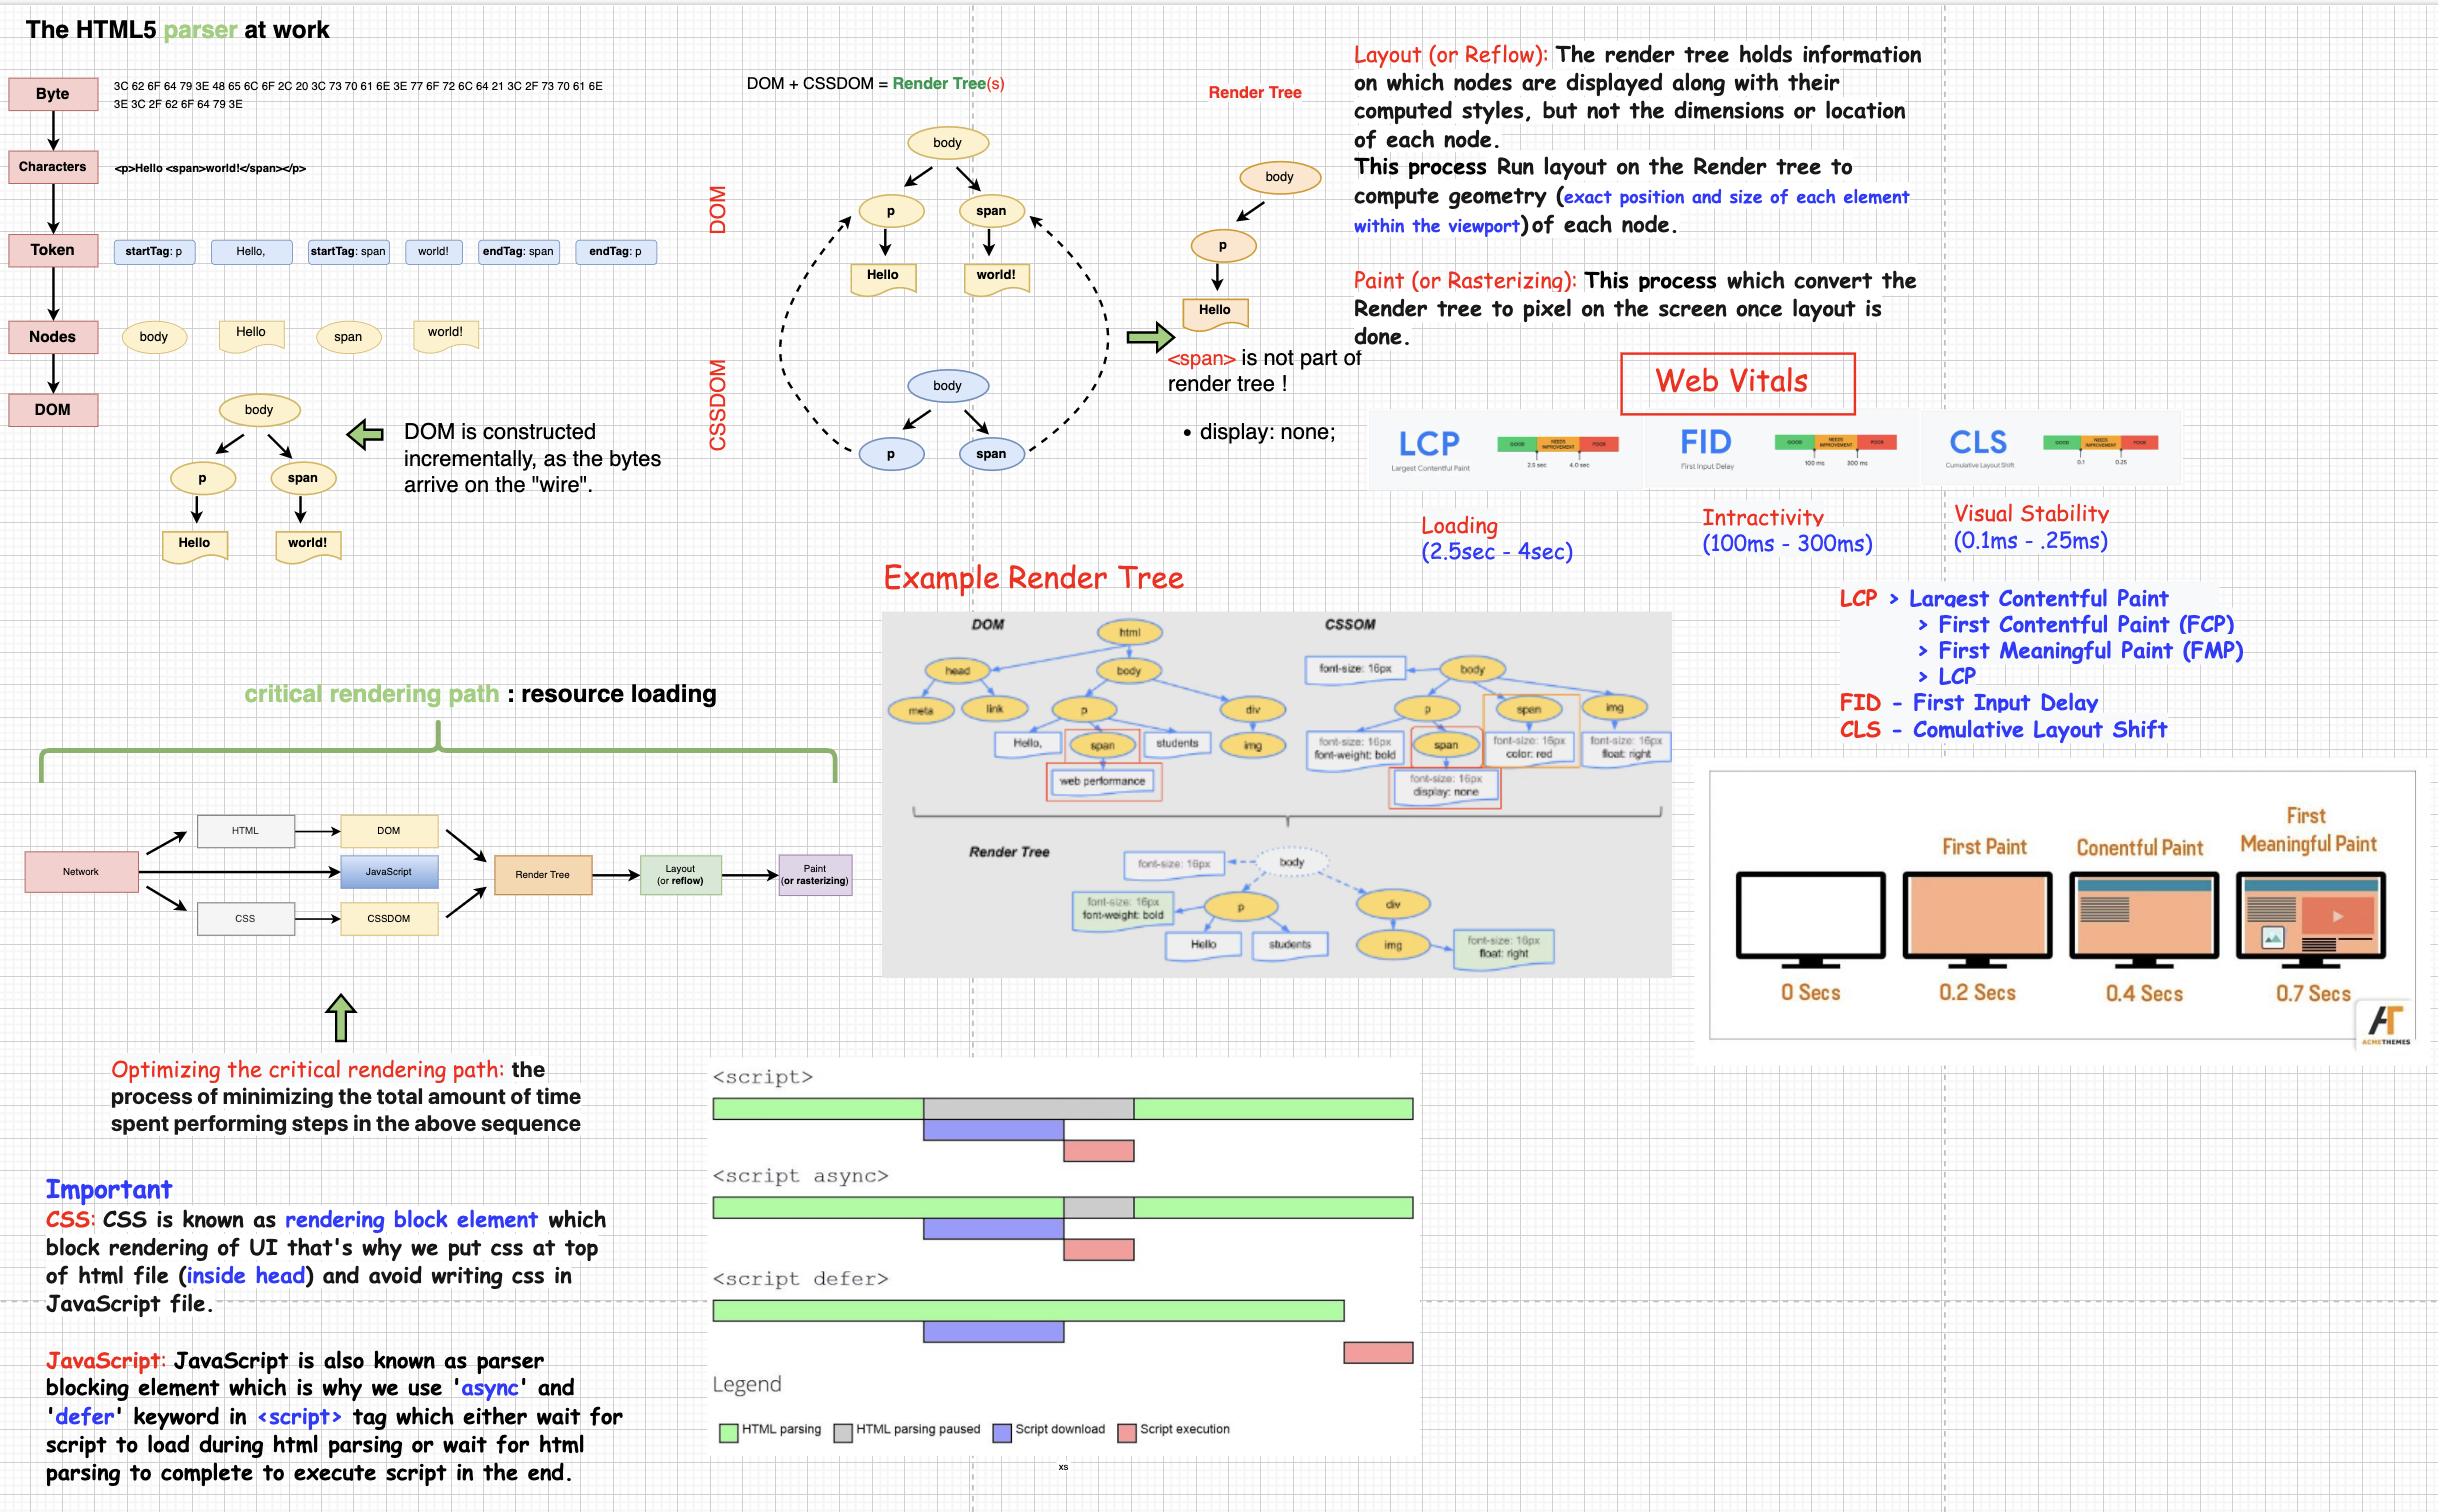 The HTML5 parser at work
Byte
3C 62 6F 64 79 3E 48 65 6C 6F 2C 20 3C 73 70 61 6E 3E 77 6F 72 6C 64 21 3C 2F 73 70 61 6E
3E 3C 2F 62 6F 64 79 3E
Characters
<p>Hello <span>world!</span></p>
Token
startTag: p
Hello,
startTag: span
world!
endTag: span
endTag: p
Nodes
body
Hello
span
world!
DOM
body
p
span
Hello
world!
DOM is constructed
incrementally, as the bytes
arrive on the "wire".
DOM + CSSDOM = Render Tree(s)
DOM
body
p
span
Hello
world!
CSSDOM
body
p
span
Render Tree
body
p
Hello
<span> is not part of
render tree !
• display: none;
Layout (or Reflow): The render tree holds information
on which nodes are displayed along with their
computed styles, but not the dimensions or location
of each node.
This process Run layout on the Render tree to
compute geometry (exact position and size of each element
within the viewport)of each node.
Paint (or Rasterizing): This process which convert the
Render tree to pixel on the screen once layout is
done.
Web Vitals
LCP
Largest Contentful Paint
GOOD
NEEDS
IMPROVEMENT
POOR
2.5 sec
4.0 sec
FID
First Input Delay
GOOD
NEEDS
IMPROVEMENT
POOR
100 ms
300 ms
CLS
Cumulative Layout Shift
GOOD
NEEDS
IMPROVEMENT
POOR
0.1
0.25
Loading
(2.5sec - 4sec)
Intractivity
(100ms - 300ms)
Visual Stability
(0.1ms - .25ms)
LCP > Largest Contentful Paint
> First Contentful Paint (FCP)
> First Meaningful Paint (FMP)
> LCP
FID - First Input Delay
CLS - Comulative Layout Shift
Example Render Tree
DOM
html
head
body
meta
link
p
div
Hello,
span
students
img
web performance
CSSOM
font-size: 16px
body
p
span
img
font-size: 16px
font-weight: bold
span
font-size: 16px
color: red
font-size: 16px
float: right
font-size: 16px
display: none
Render Tree
font-size: 16px
body
font-size: 16px
font-weight: bold
p
div
Hello
students
img
font-size: 16px
float: right
critical rendering path : resource loading
Network
HTML
DOM
JavaScript
CSS
CSSDOM
Render Tree
Layout
(or reflow)
Paint
(or rasterizing)
First Paint
Conentful Paint
First
Meaningful Paint
0 Secs
0.2 Secs
0.4 Secs
0.7 Secs
AT
ACMETHEMES
Optimizing the critical rendering path: the
process of minimizing the total amount of time
spent performing steps in the above sequence
Important
CSS: CSS is known as rendering block element which
block rendering of UI that's why we put css at top
of html file (inside head) and avoid writing css in
JavaScript file.
JavaScript: JavaScript is also known as parser
blocking element which is why we use 'async' and
'defer' keyword in <script> tag which either wait for
script to load during html parsing or wait for html
parsing to complete to execute script in the end.
<script>
<script async>
<script defer>
Legend
HTML parsing
HTML parsing paused
Script download
Script execution
xs